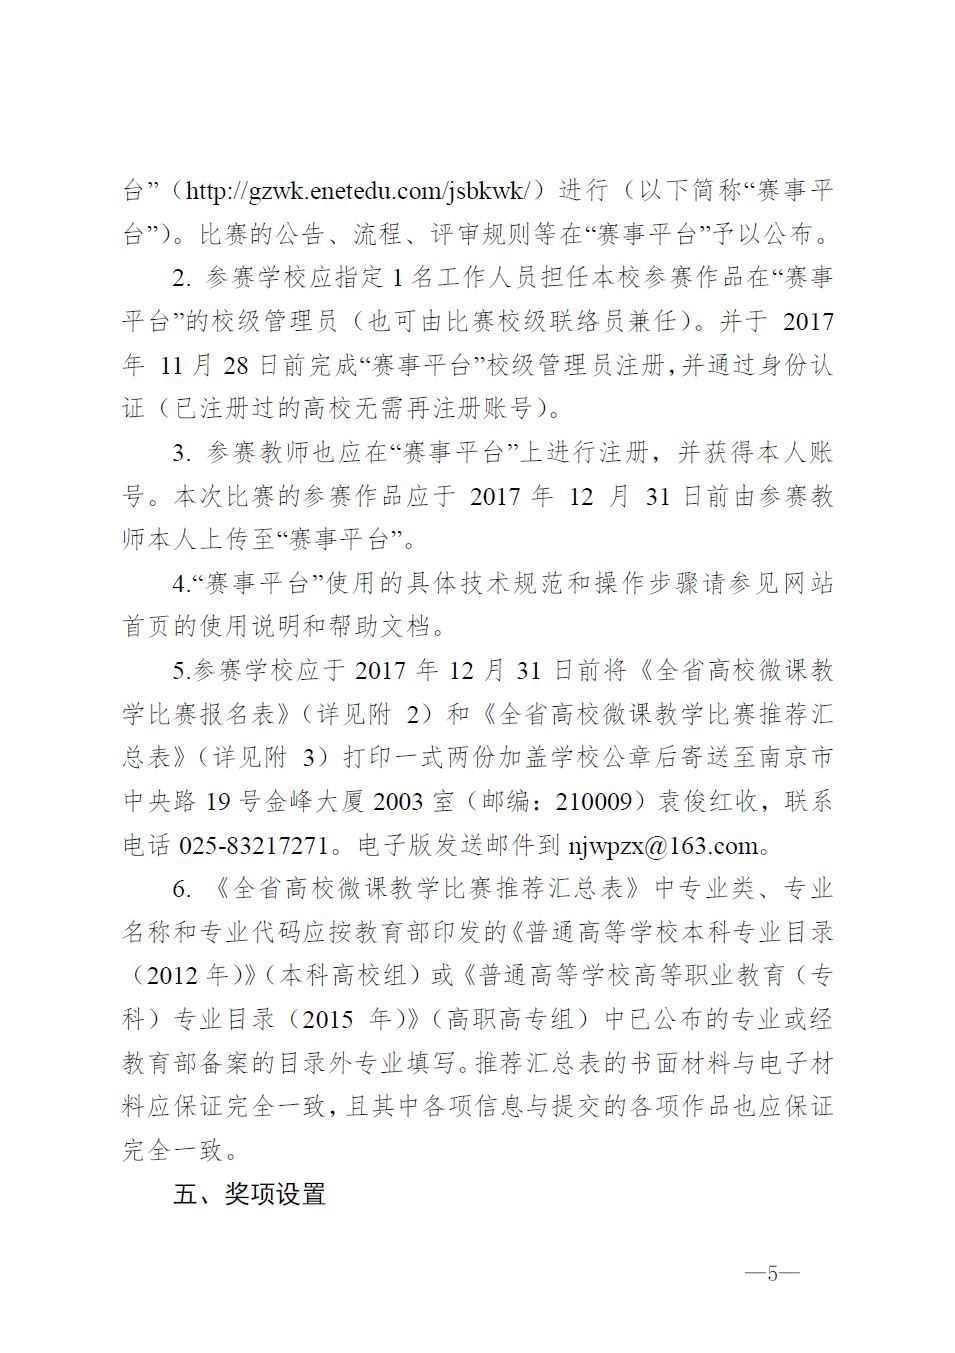 台”（http://gzwk.enetedu.com/jsbkwk/）进行（以下简称“赛事平
台”）。比赛的公告、流程、评审规则等在“赛事平台”予以公布。
2. 参赛学校应指定 1 名工作人员担任本校参赛作品在“赛事
平台”的校级管理员（也可由比赛校级联络员兼任）。并于 2017
年 11 月 28 日前完成“赛事平台”校级管理员注册，并通过身份认
证（已注册过的高校无需再注册账号）。
3. 参赛教师也应在“赛事平台”上进行注册，并获得本人账
号。本次比赛的参赛作品应于 2017 年 12 月 31 日前由参赛教
师本人上传至“赛事平台”。
4.“赛事平台”使用的具体技术规范和操作步骤请参见网站
首页的使用说明和帮助文档。
5.参赛学校应于 2017 年 12 月 31 日前将《全省高校微课教
学比赛报名表》（详见附 2）和《全省高校微课教学比赛推荐汇
总表》（详见附 3）打印一式两份加盖学校公章后寄送至南京市
中央路 19 号金峰大厦 2003 室（邮编：210009）袁俊红收，联系
电话 025-83217271。电子版发送邮件到 njwpzx@163.com。
6. 《全省高校微课教学比赛推荐汇总表》中专业类、专业
名称和专业代码应按教育部印发的《普通高等学校本科专业目录
（2012 年）》（本科高校组）或《普通高等学校高等职业教育（专
科）专业目录（2015 年）》（高职高专组）中已公布的专业或经
教育部备案的目录外专业填写。推荐汇总表的书面材料与电子材
料应保证完全一致，且其中各项信息与提交的各项作品也应保证
完全一致。
五、奖项设置
—5—